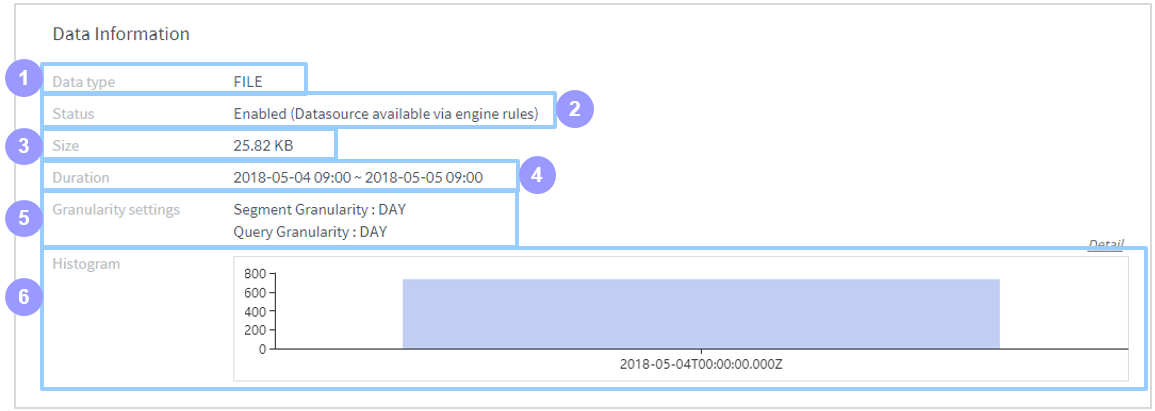 Data Information
1 Data type FILE
Status Enabled (Datasource available via engine rules) 2
3 Size 25.82 KB
Duration 2018-05-04 09:00 ~ 2018-05-05 09:00 4
5 Granularity settings Segment Granularity : DAY
Query Granularity : DAY
Detail
6 Histogram
800
600
400
200
0
2018-05-04T00:00:00.000Z